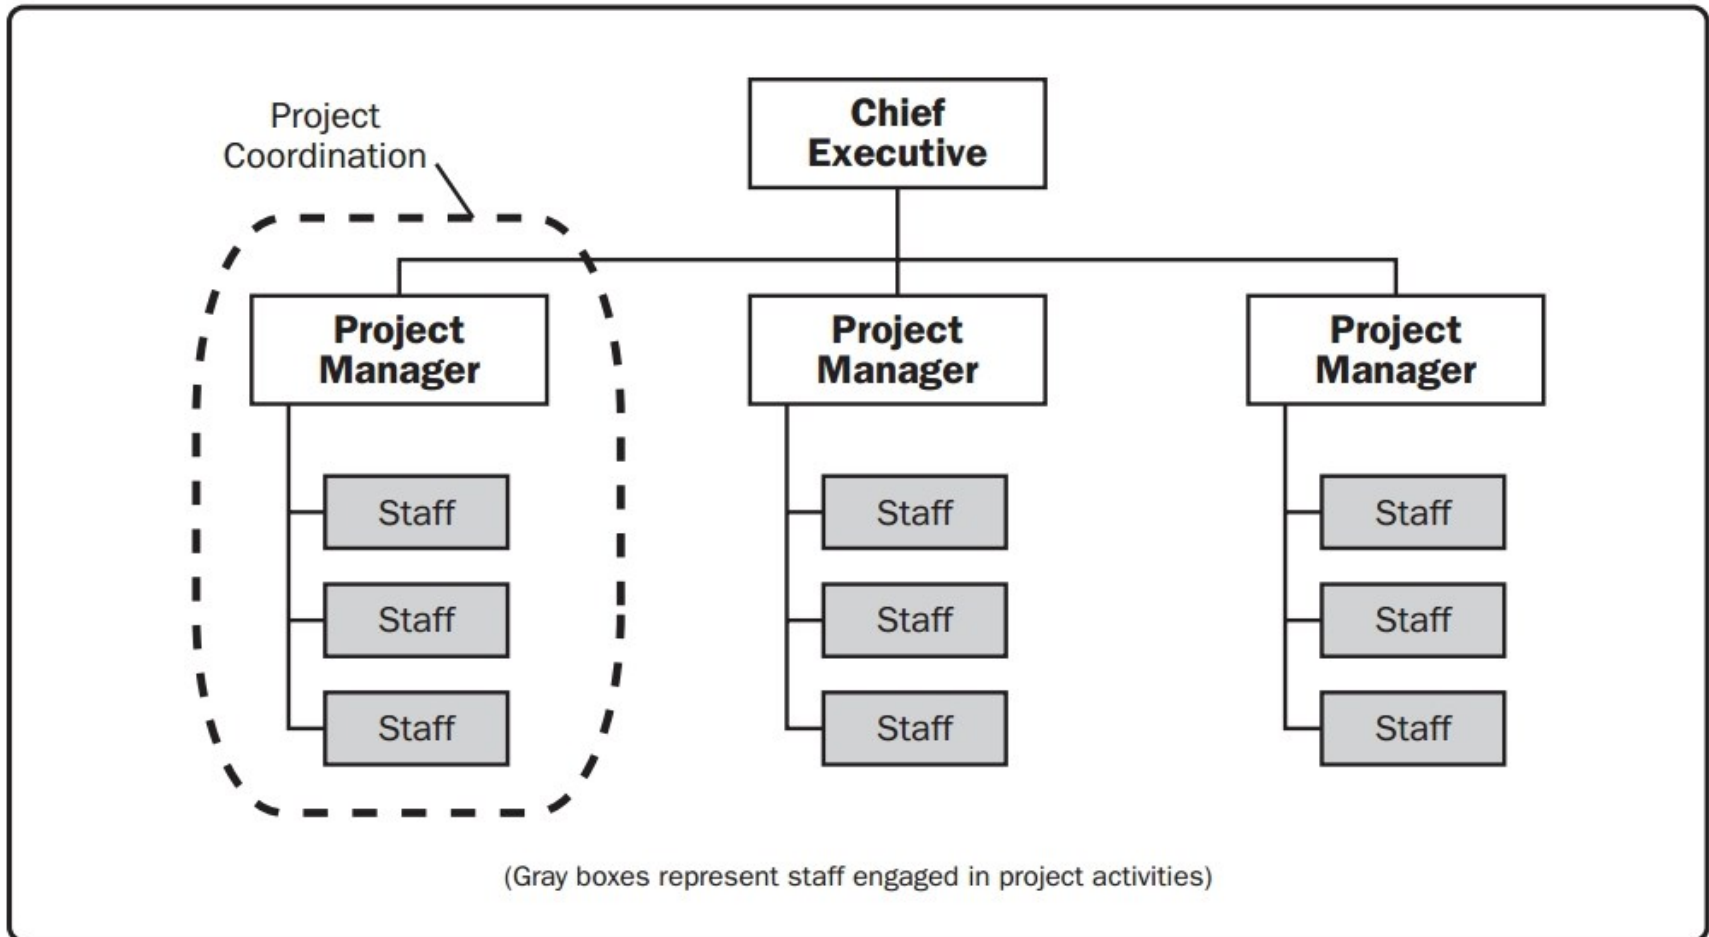 Project
Coordination
Chief
Executive
Project
Manager
Project
Manager
Project
Manager
Staff
Staff
Staff
Staff
Staff
Staff
Staff
Staff
Staff
(Gray boxes represent staff engaged in project activities)